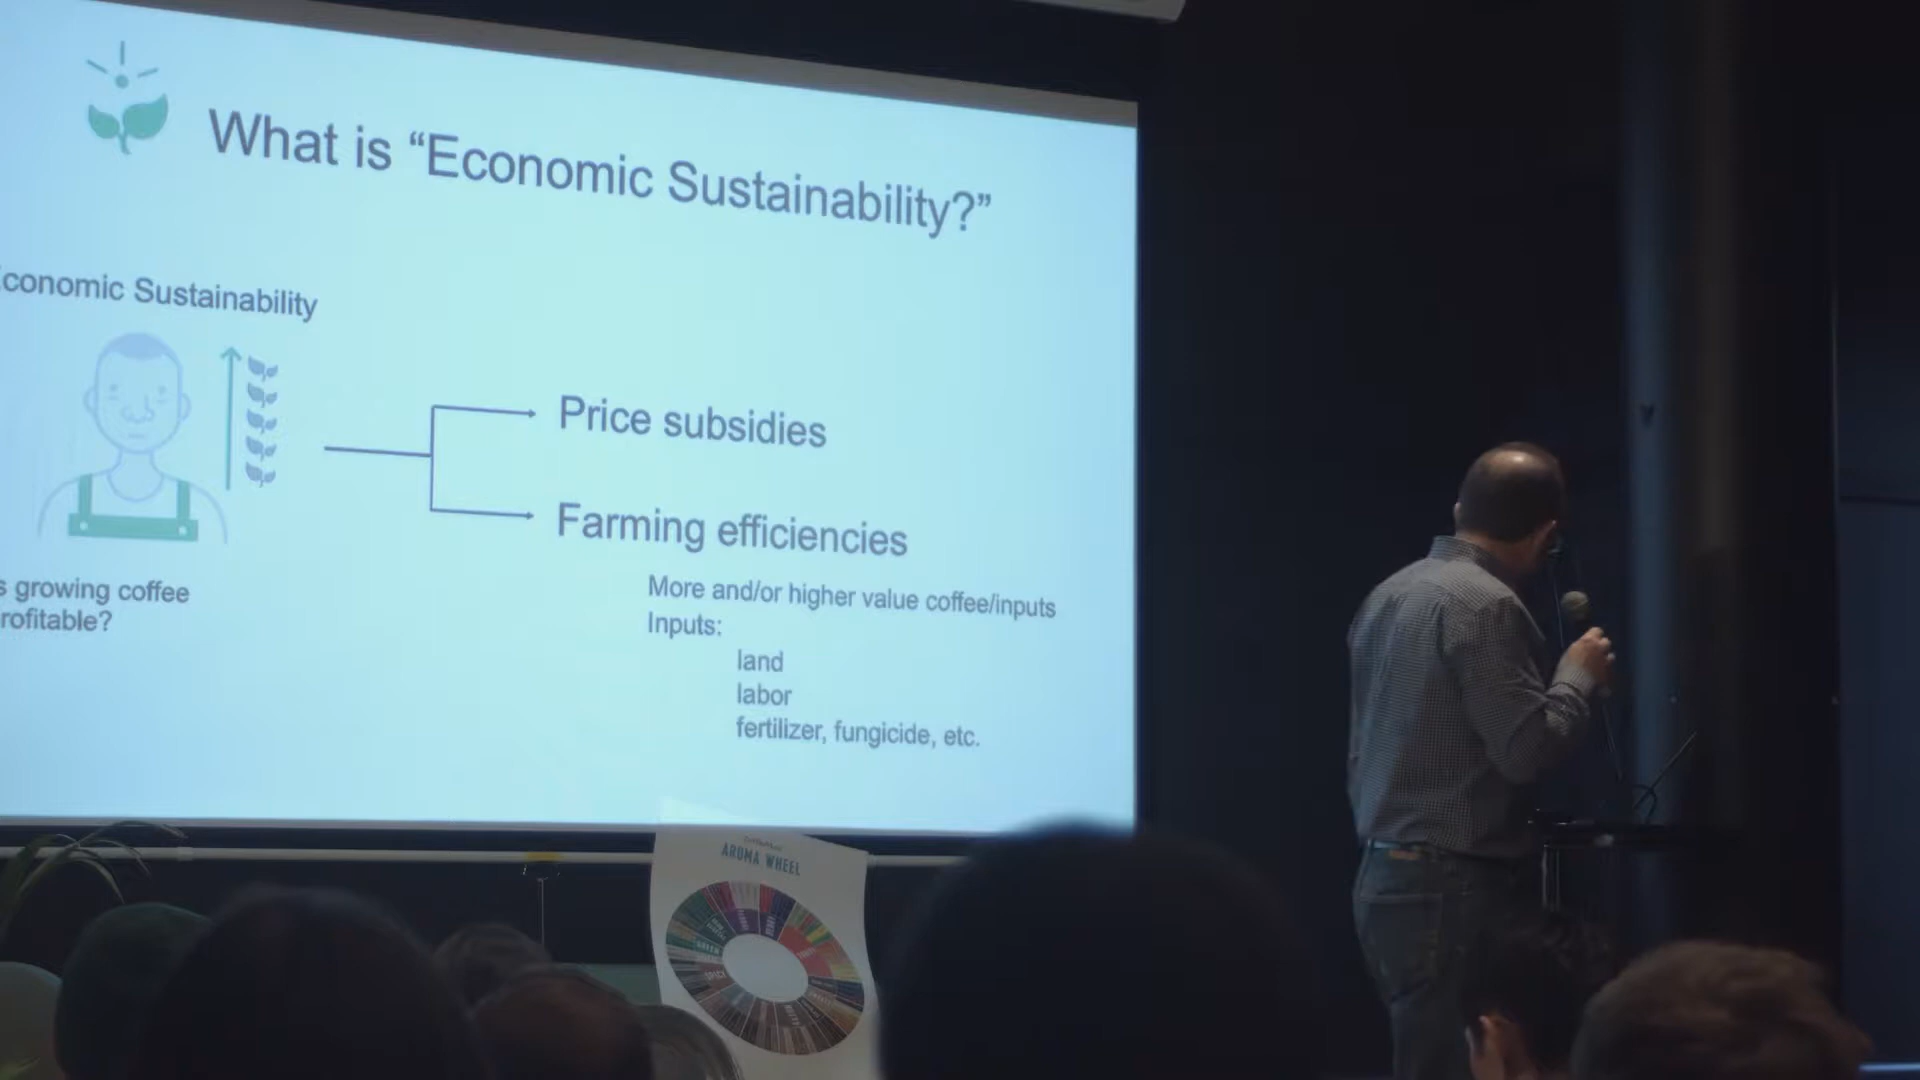 What is “Economic Sustainability?”
conomic Sustainability
Price subsidies
Farming efficiencies
s growing coffee
rofitable?
More and/or higher value coffee/inputs
Inputs:
land
labor
fertilizer, fungicide, etc.
AROMA WHEEL
SPICY